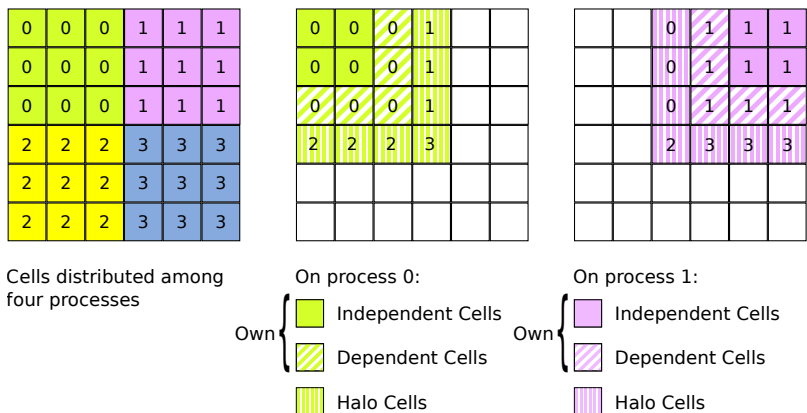 0 0 0 1 1 1
0 0 0 1 1 1
0 0 0 1 1 1
2 2 2 3 3 3
2 2 2 3 3 3
2 2 2 3 3 3
Cells distributed among
four processes
0 0 0 1
0 0 0 1
0 0 0 1
2 2 2 3
On process 0:
Own
Independent Cells
Dependent Cells
Halo Cells
0 1 1 1
0 1 1 1
0 1 1 1
2 3 3 3
On process 1:
Own
Independent Cells
Dependent Cells
Halo Cells